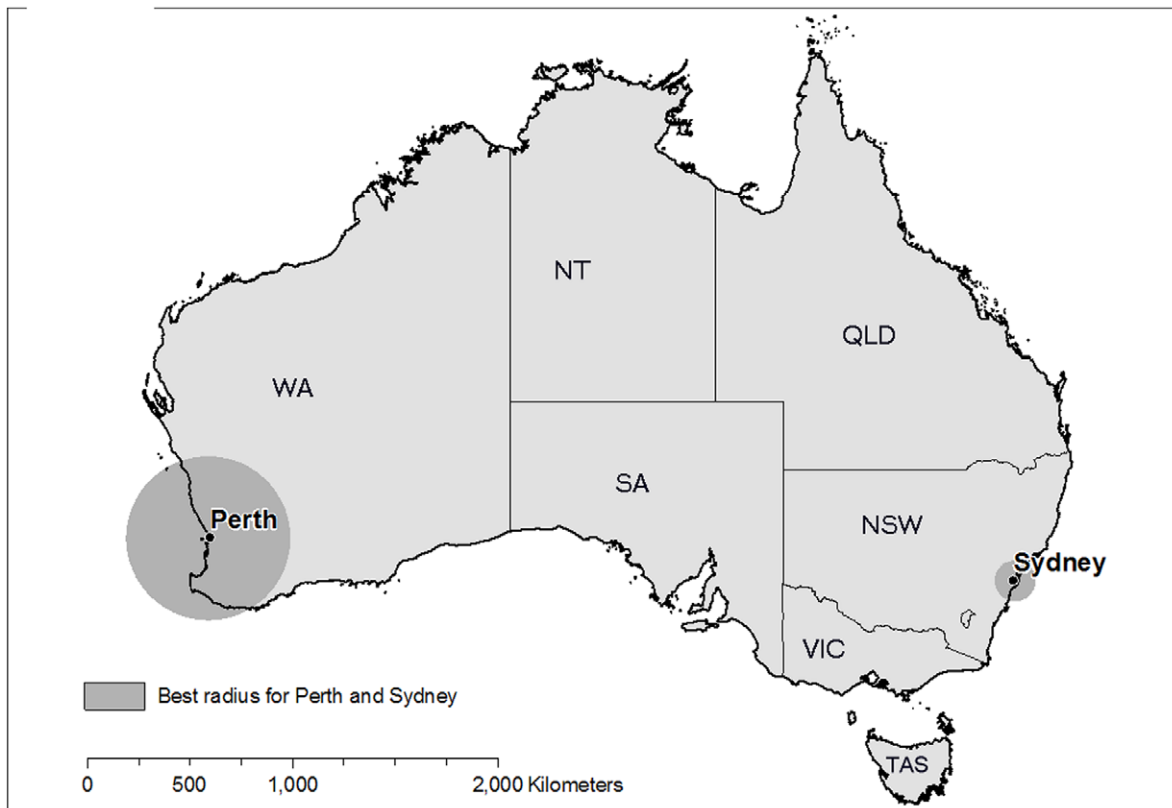 NT
QLD
WA
SA
Perth
NSW
Sydney
VIC
Best radius for Perth and Sydney
TAS
0 500 1,000 2,000 Kilometers